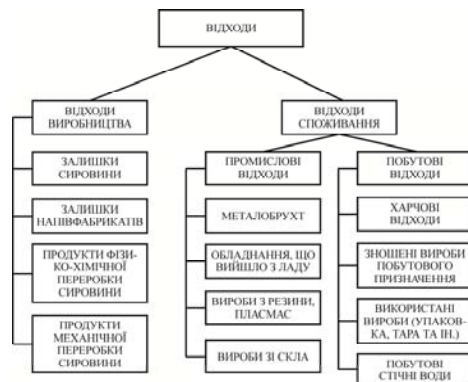 ВІДХОДИ
ВІДХОДИ
ВИРОБНИЦТВА
ЗАЛИШКИ
СИРОВИНИ
ЗАЛИШКИ
НАПІВФАБРИКАТІВ
ПРОДУКТИ ФІЗИ-
КО-ХІМІЧНОЇ
ПЕРЕРОБКИ
СИРОВИНИ
ПРОДУКТИ
МЕХАНІЧНОЇ
ПЕРЕРОБКИ
СИРОВИНИ
ВІДХОДИ
СПОЖИВАННЯ
ПРОМИСЛОВІ
ВІДХОДИ
МЕТАЛОБРУХТ
ОБЛАДНАННЯ, ЩО
ВИЙШЛО З ЛАДУ
ВИРОБИ З РЕЗИНИ,
ПЛАСМАС
ВИРОБИ ЗІ СКЛА
ПОБУТОВІ
ВІДХОДИ
ХАРЧОВІ
ВІДХОДИ
ЗНОШЕНІ ВИРОБИ
ПОБУТОВОГО
ПРИЗНАЧЕННЯ
ВИКОРИСТАНІ
ВИРОБИ (УПАКОВ-
КА, ТАРА ТА ІН.)
ПОБУТОВІ
СТІЧНІ ВОДИ